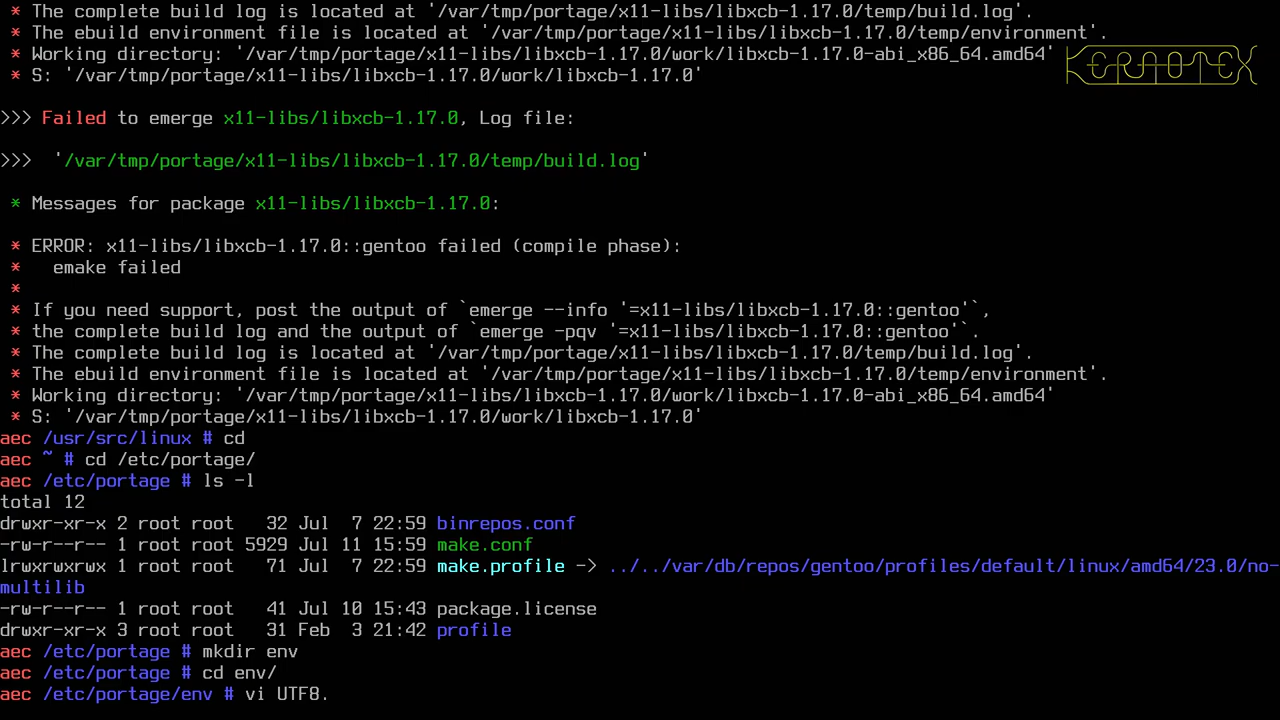 * The complete build log is located at '/var/tmp/portage/x11-libs/libxcb-1.17.0/temp/build.log'.
* The ebuild environment file is located at '/var/tmp/portage/x11-libs/libxcb-1.17.0/temp/environment'.
* Working directory: '/var/tmp/portage/x11-libs/libxcb-1.17.0/work/libxcb-1.17.0-abi_x86_64.amd64'
* S: '/var/tmp/portage/x11-libs/libxcb-1.17.0/work/libxcb-1.17.0'
>>> Failed to emerge x11-libs/libxcb-1.17.0, Log file:
>>>  '/var/tmp/portage/x11-libs/libxcb-1.17.0/temp/build.log'
* Messages for package x11-libs/libxcb-1.17.0:
* ERROR: x11-libs/libxcb-1.17.0::gentoo failed (compile phase):
*   emake failed
*
* If you need support, post the output of `emerge --info '=x11-libs/libxcb-1.17.0::gentoo'`,
* the complete build log and the output of `emerge -pqv '=x11-libs/libxcb-1.17.0::gentoo'`.
* The complete build log is located at '/var/tmp/portage/x11-libs/libxcb-1.17.0/temp/build.log'.
* The ebuild environment file is located at '/var/tmp/portage/x11-libs/libxcb-1.17.0/temp/environment'.
* Working directory: '/var/tmp/portage/x11-libs/libxcb-1.17.0/work/libxcb-1.17.0-abi_x86_64.amd64'
* S: '/var/tmp/portage/x11-libs/libxcb-1.17.0/work/libxcb-1.17.0'
aec /usr/src/linux # cd
aec ~ # cd /etc/portage/
aec /etc/portage # ls -l
total 12
drwxr-xr-x 2 root root   32 Jul  7 22:59 binrepos.conf
-rw-r--r-- 1 root root 5929 Jul 11 15:59 make.conf
lrwxrwxrwx 1 root root   71 Jul  7 22:59 make.profile -> ../../var/db/repos/gentoo/profiles/default/linux/amd64/23.0/no-
multilib
-rw-r--r-- 1 root root   41 Jul 10 15:43 package.license
drwxr-xr-x 3 root root   31 Feb  3 21:42 profile
aec /etc/portage # mkdir env
aec /etc/portage # cd env/
aec /etc/portage/env # vi UTF8.